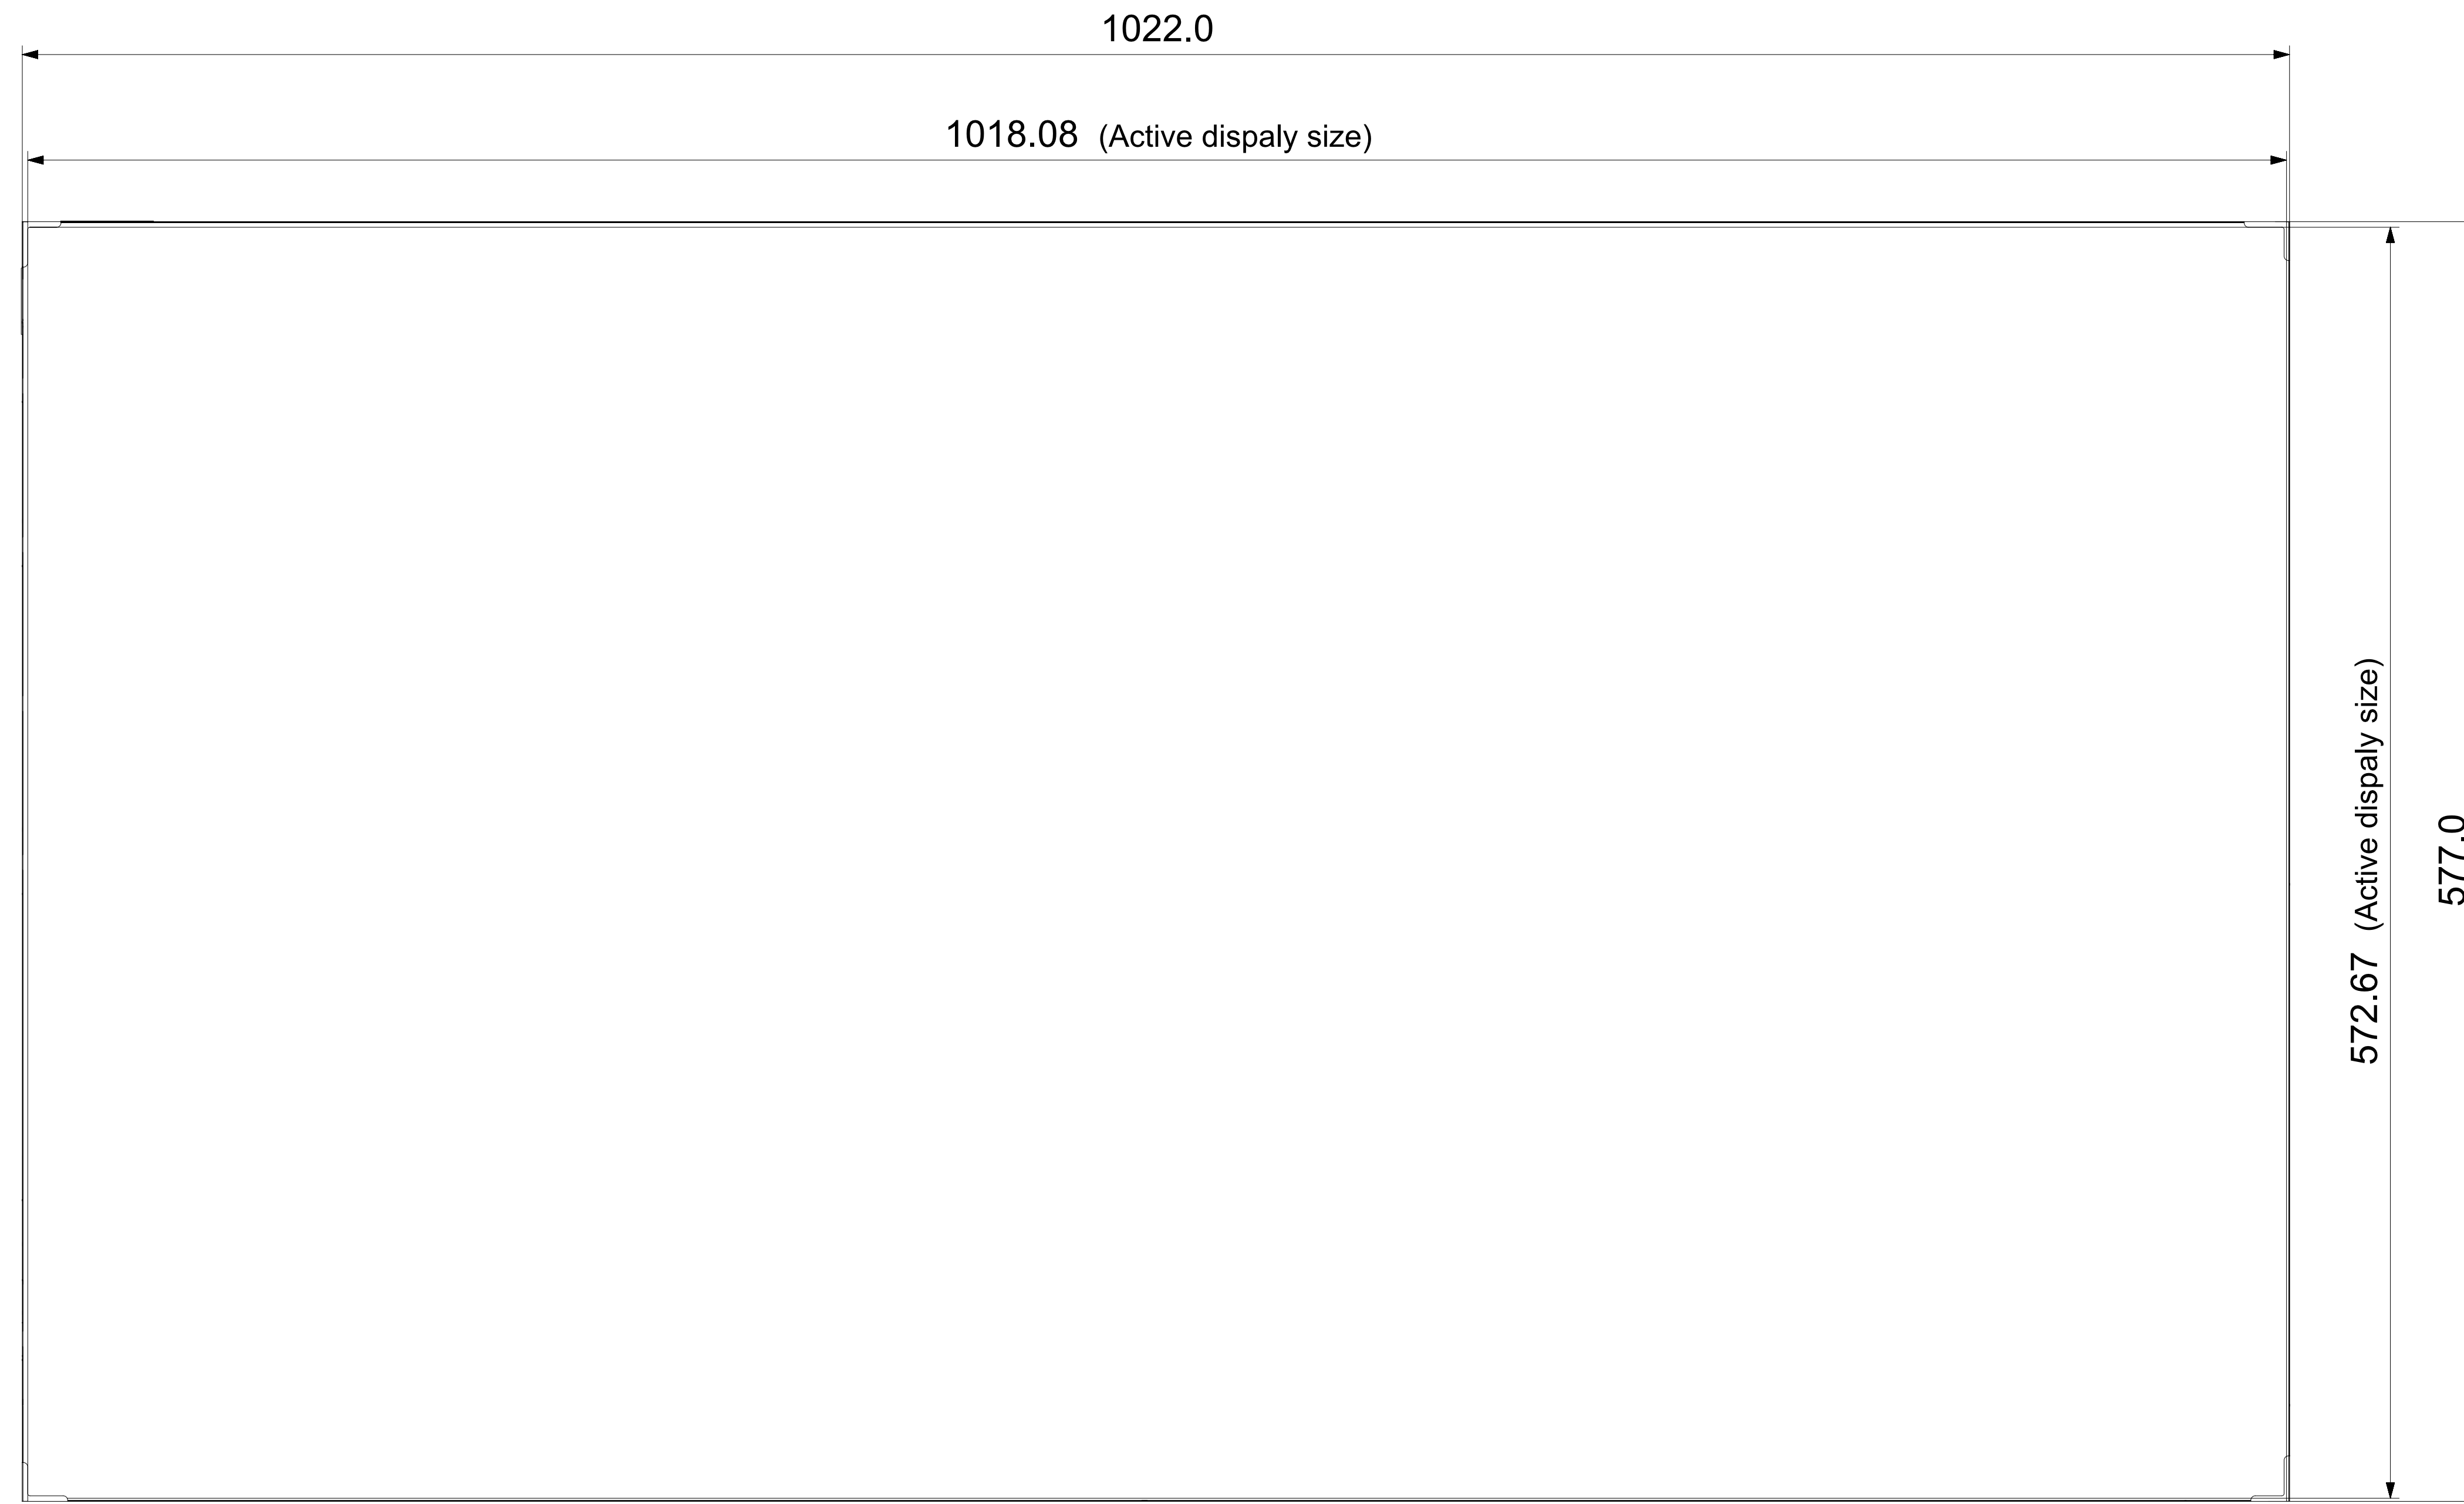 1022.0
1018.08 (Active dispaly size)
572.67 (Active dispaly size)
577.0